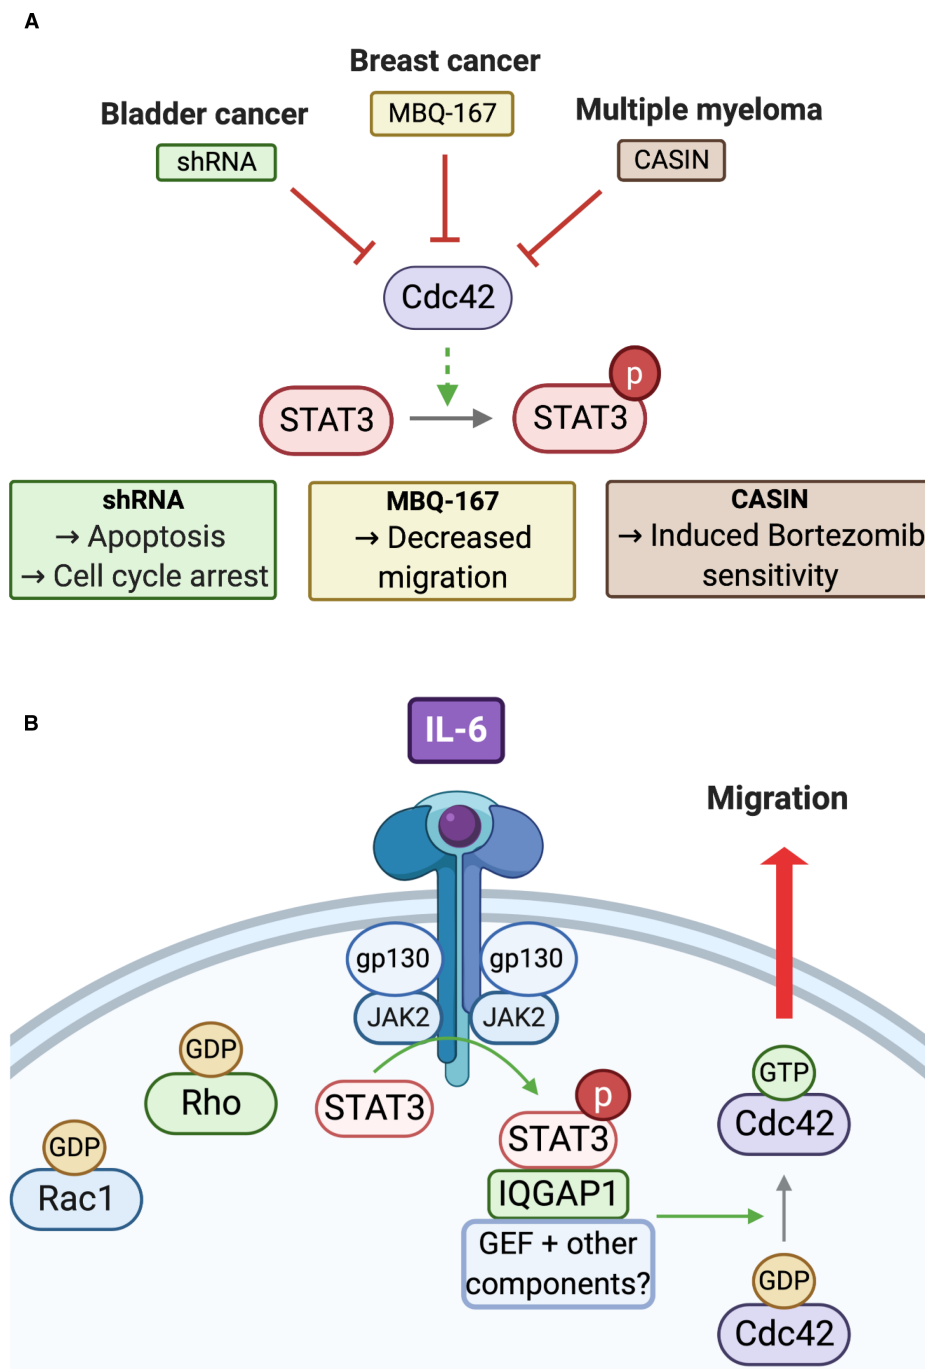 A
Breast cancer
MBQ-167
Bladder cancer
shRNA
Multiple myeloma
CASIN
Cdc42
p
STAT3
STAT3
shRNA
→ Apoptosis
→ Cell cycle arrest
MBQ-167
→ Decreased
migration
CASIN
→ Induced Bortezomib
sensitivity
B
IL-6
Migration
gp130
gp130
JAK2
JAK2
GDP
Rho
GDP
Rac1
STAT3
p
STAT3
IQGAP1
GEF + other
components?
GTP
Cdc42
GDP
Cdc42